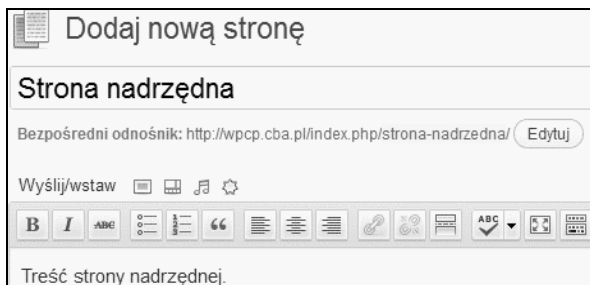 Dodaj nową stronę
Strona nadrzędna
Bezpośredni odnośnik: http://wpcp.cba.pl/index.php/strona-nadrzedna/ Edytuj
Wyślij/wstaw
B I ABC ABC
Treść strony nadrzędnej.